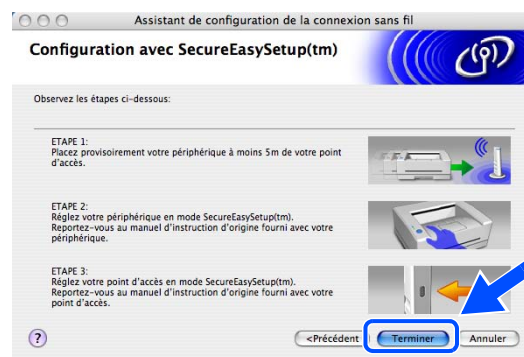 Assistant de configuration de la connexion sans fil
Configuration avec SecureEasySetup(tm)
Observez les étapes ci-dessous:
ETAPE 1:
Placez provisoirement votre périphérique à moins 5m de votre point
d'accès.
ETAPE 2:
Réglez votre périphérique en mode SecureEasySetup(tm).
Reportez-vous au manuel d'instruction d'origine fourni avec votre
périphérique.
ETAPE 3:
Réglez votre point d'accès en mode SecureEasySetup(tm).
Reportez-vous au manuel d'instruction d'origine fourni avec votre
point d'accès.
? <Précédent Terminer Annuler